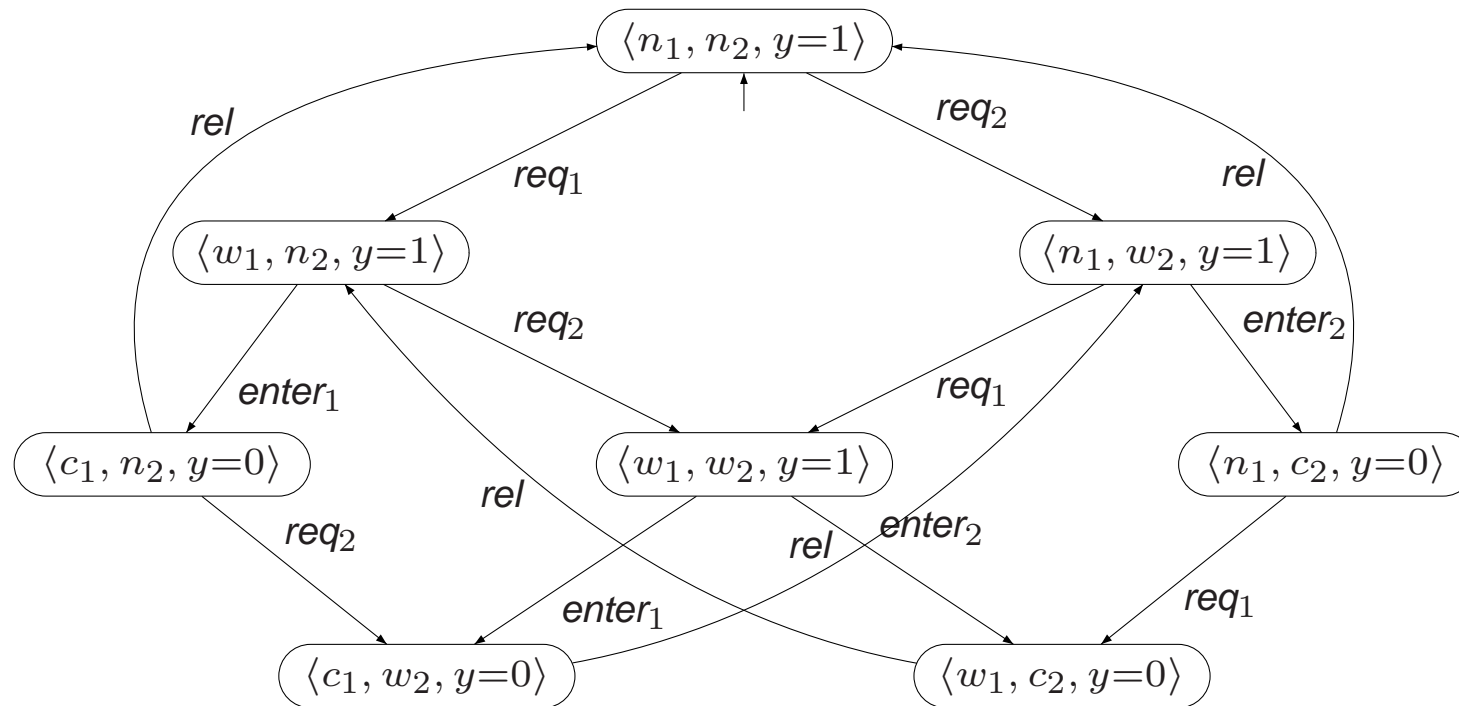 ⟨n₁, n₂, y=1⟩
rel
req₂
req₁
rel
⟨w₁, n₂, y=1⟩
⟨n₁, w₂, y=1⟩
req₂
enter₂
enter₁
req₁
⟨c₁, n₂, y=0⟩
⟨w₁, w₂, y=1⟩
⟨n₁, c₂, y=0⟩
rel
req₂
rel
enter₂
enter₁
req₁
⟨c₁, w₂, y=0⟩
⟨w₁, c₂, y=0⟩